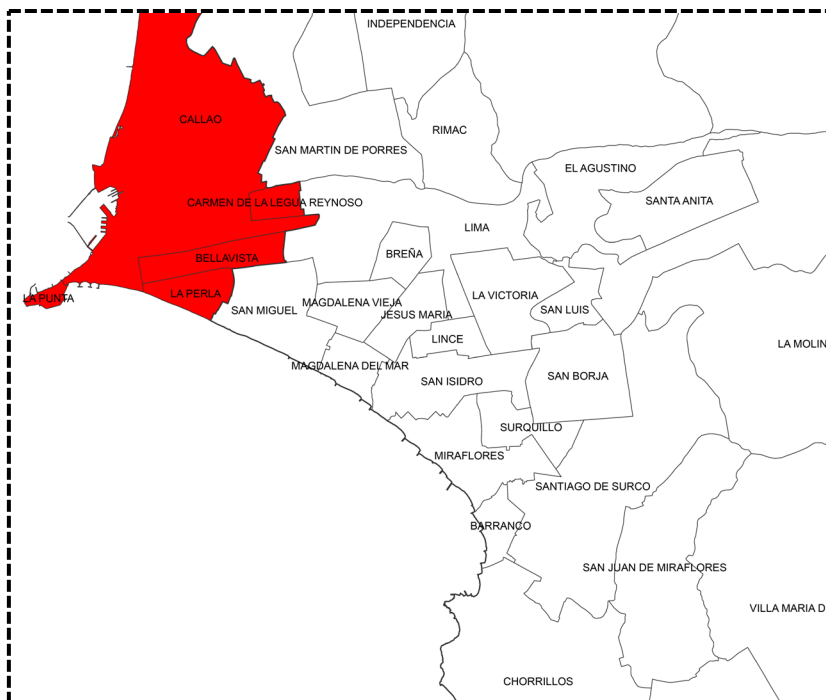 INDEPENDENCIA
CALLAO
RIMAC
SAN MARTIN DE PORRES
EL AGUSTINO
CARMEN DE LA LEGUA REYNOSO
SANTA ANITA
LIMA
BREÑA
BELLAVISTA
LA PUNTA
LA PERLA
SAN MIGUEL
MAGDALENA VIEJA
JESUS MARIA
LA VICTORIA
SAN LUIS
LINCE
LA MOLIN
MAGDALENA DEL MAR
SAN ISIDRO
SAN BORJA
SURQUILLO
MIRAFLORES
SANTIAGO DE SURCO
BARRANCO
SAN JUAN DE MIRAFLORES
VILLA MARIA D
CHORRILLOS